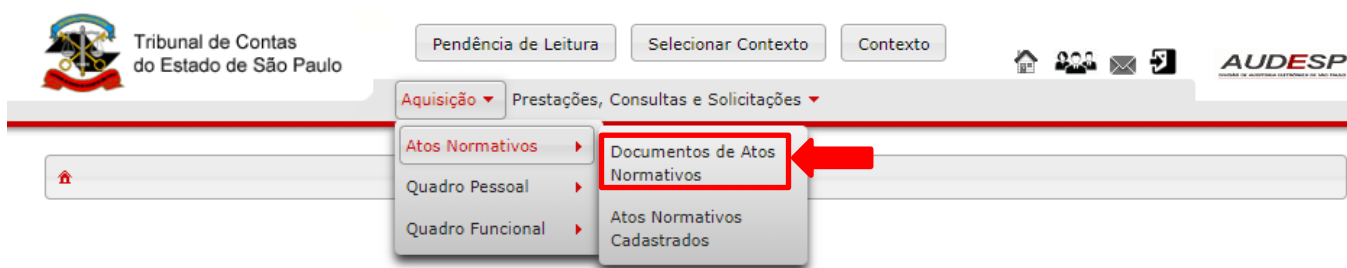 Tribunal de Contas
do Estado de São Paulo
Pendência de Leitura
Selecionar Contexto
Contexto
AUDESP
Aquisição
Prestações, Consultas e Solicitações
Atos Normativos
Quadro Pessoal
Quadro Funcional
Documentos de Atos
Normativos
Atos Normativos
Cadastrados